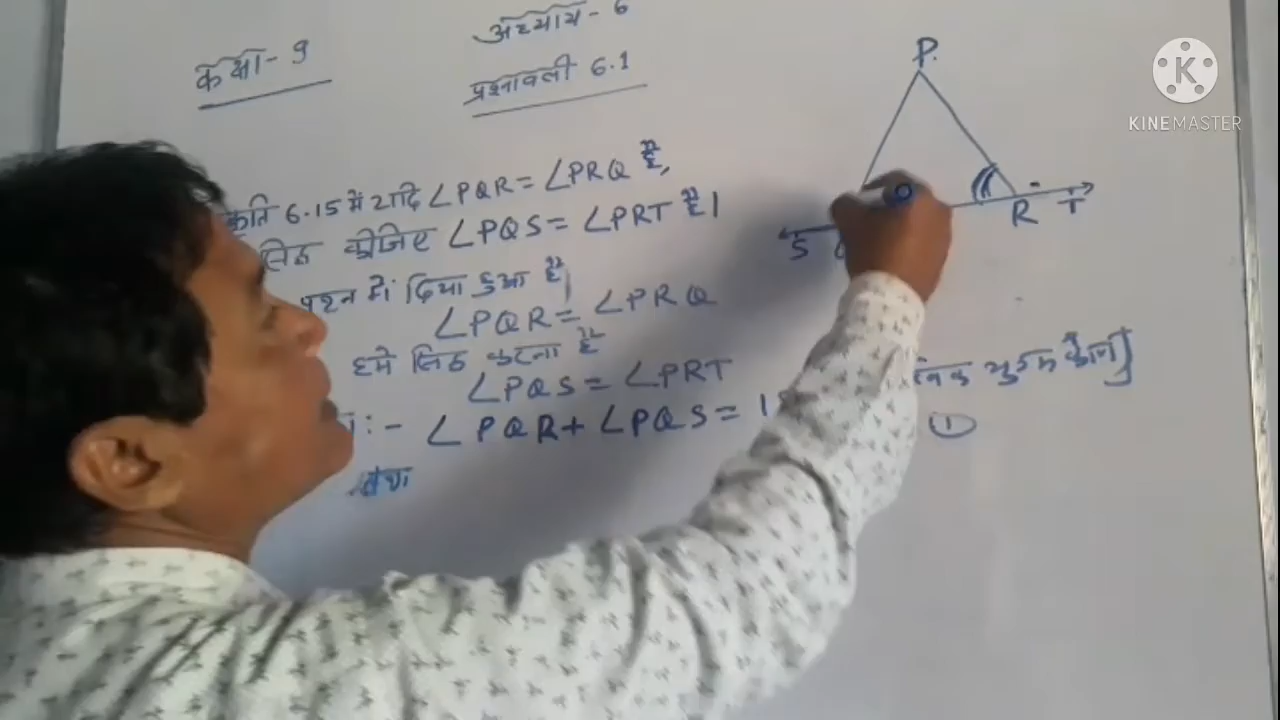 कक्षा - 9
अध्याय - 6
प्रश्नावली 6.1
कृति 6.15 में यदि ∠PQR = ∠PRQ है,
सिद्ध कीजिए ∠PQS = ∠PRT है।
प्रश्न में दिया हुआ है
∠PQR = ∠PRQ
हमे सिद्ध करना है
∠PQS = ∠PRT
:- ∠PQR + ∠PQS = 1
युग्म कोण]
①
तथा
P.
S
R
T
K
KINEMASTER